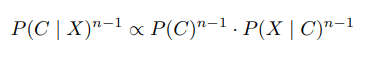 P(C | X)^{n−1} ∝ P(C)^{n−1} · P(X | C)^{n−1}